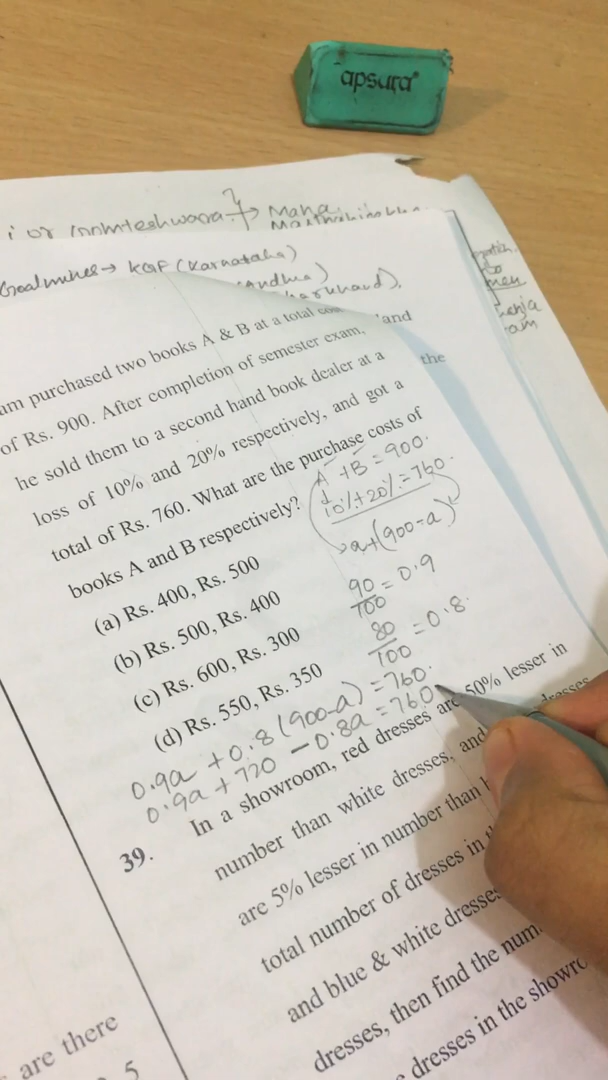 apsara
i or
Mana
→ KGF (Karnataka)
am purchased two books A & B at a total
of Rs. 900. After completion of semester exam, and
he sold them to a second hand book dealer at a the
loss of 10% and 20% respectively, and got a
total of Rs. 760. What are the purchase costs of
books A and B respectively?
A + B = 900.
10% + 20% = 760.
→ a+(900-a)
(a) Rs. 400, Rs. 500
(b) Rs. 500, Rs. 400
(c) Rs. 600, Rs. 300
(d) Rs. 550, Rs. 350
90/100 = 0.9
80/100 = 0.8.
0.9a + 0.8(900-a) = 760.
0.9a + 720 - 0.8a = 760
39. In a showroom, red dresses are 50% lesser in
number than white dresses, and dresses
are 5% lesser in number than
total number of dresses in
and blue & white dresses
dresses, then find the
dresses in the
are there
5